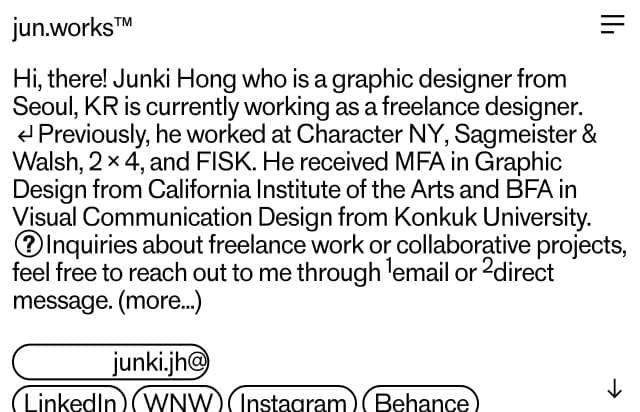 jun.works™
Hi, there! Junki Hong who is a graphic designer from
Seoul, KR is currently working as a freelance designer.
↵ Previously, he worked at Character NY, Sagmeister &
Walsh, 2 × 4, and FISK. He received MFA in Graphic
Design from California Institute of the Arts and BFA in
Visual Communication Design from Konkuk University.
? Inquiries about freelance work or collaborative projects,
feel free to reach out to me through ¹email or ²direct
message. (more...)
junki.jh@
LinkedIn WNW Instagram Behance